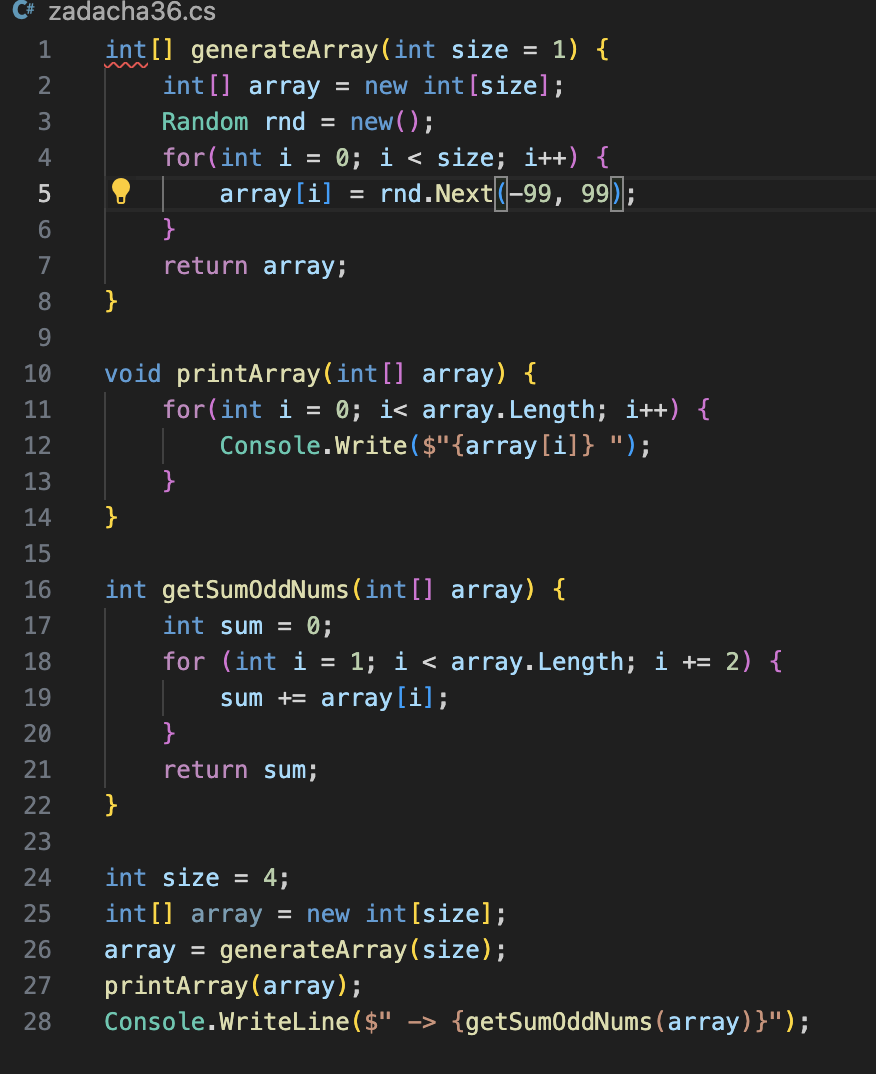 C# zadacha36.cs
1 int[] generateArray(int size = 1) {
2 int[] array = new int[size];
3 Random rnd = new();
4 for(int i = 0; i < size; i++) {
5 array[i] = rnd.Next(-99, 99);
6 }
7 return array;
8 }
9
10 void printArray(int[] array) {
11 for(int i = 0; i< array.Length; i++) {
12 Console.Write($"{array[i]} ");
13 }
14 }
15
16 int getSumOddNums(int[] array) {
17 int sum = 0;
18 for (int i = 1; i < array.Length; i += 2) {
19 sum += array[i];
20 }
21 return sum;
22 }
23
24 int size = 4;
25 int[] array = new int[size];
26 array = generateArray(size);
27 printArray(array);
28 Console.WriteLine($" -> {getSumOddNums(array)}");